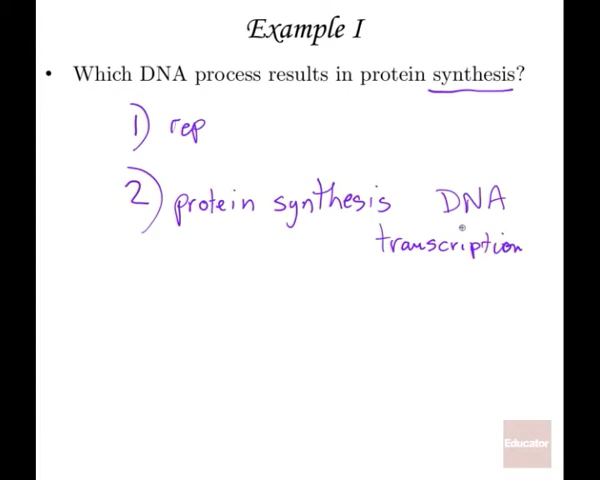 Example I
• Which DNA process results in protein synthesis?
1) rep
2) protein synthesis DNA
transcription
Educator